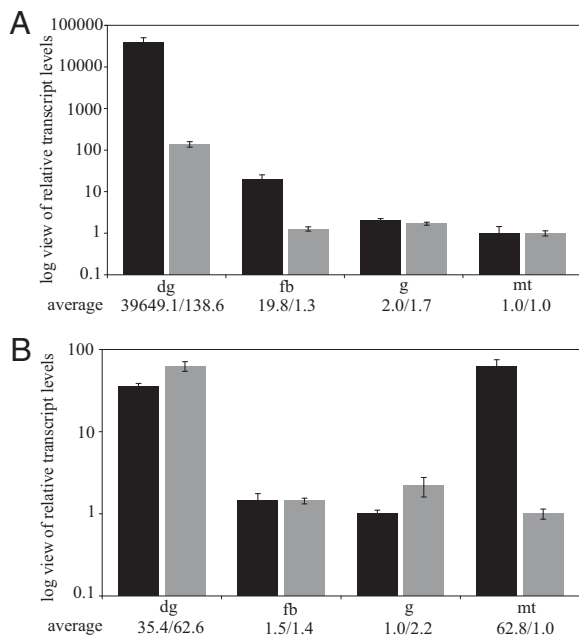 A
log view of relative transcript levels
100000
10000
1000
100
10
1
0.1
dg fb g mt
average 39649.1/138.6 19.8/1.3 2.0/1.7 1.0/1.0
B
log view of relative transcript levels
100
10
1
0.1
dg fb g mt
average 35.4/62.6 1.5/1.4 1.0/2.2 62.8/1.0